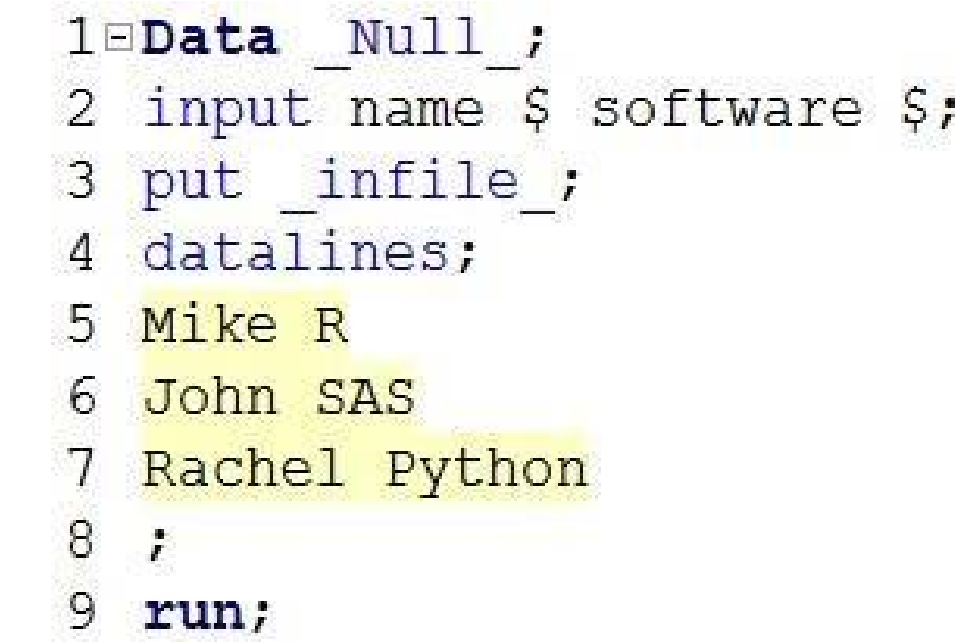 1 Data _Null_;
2 input name $ software $;
3 put _infile_;
4 datalines;
5 Mike R
6 John SAS
7 Rachel Python
8 ;
9 run;